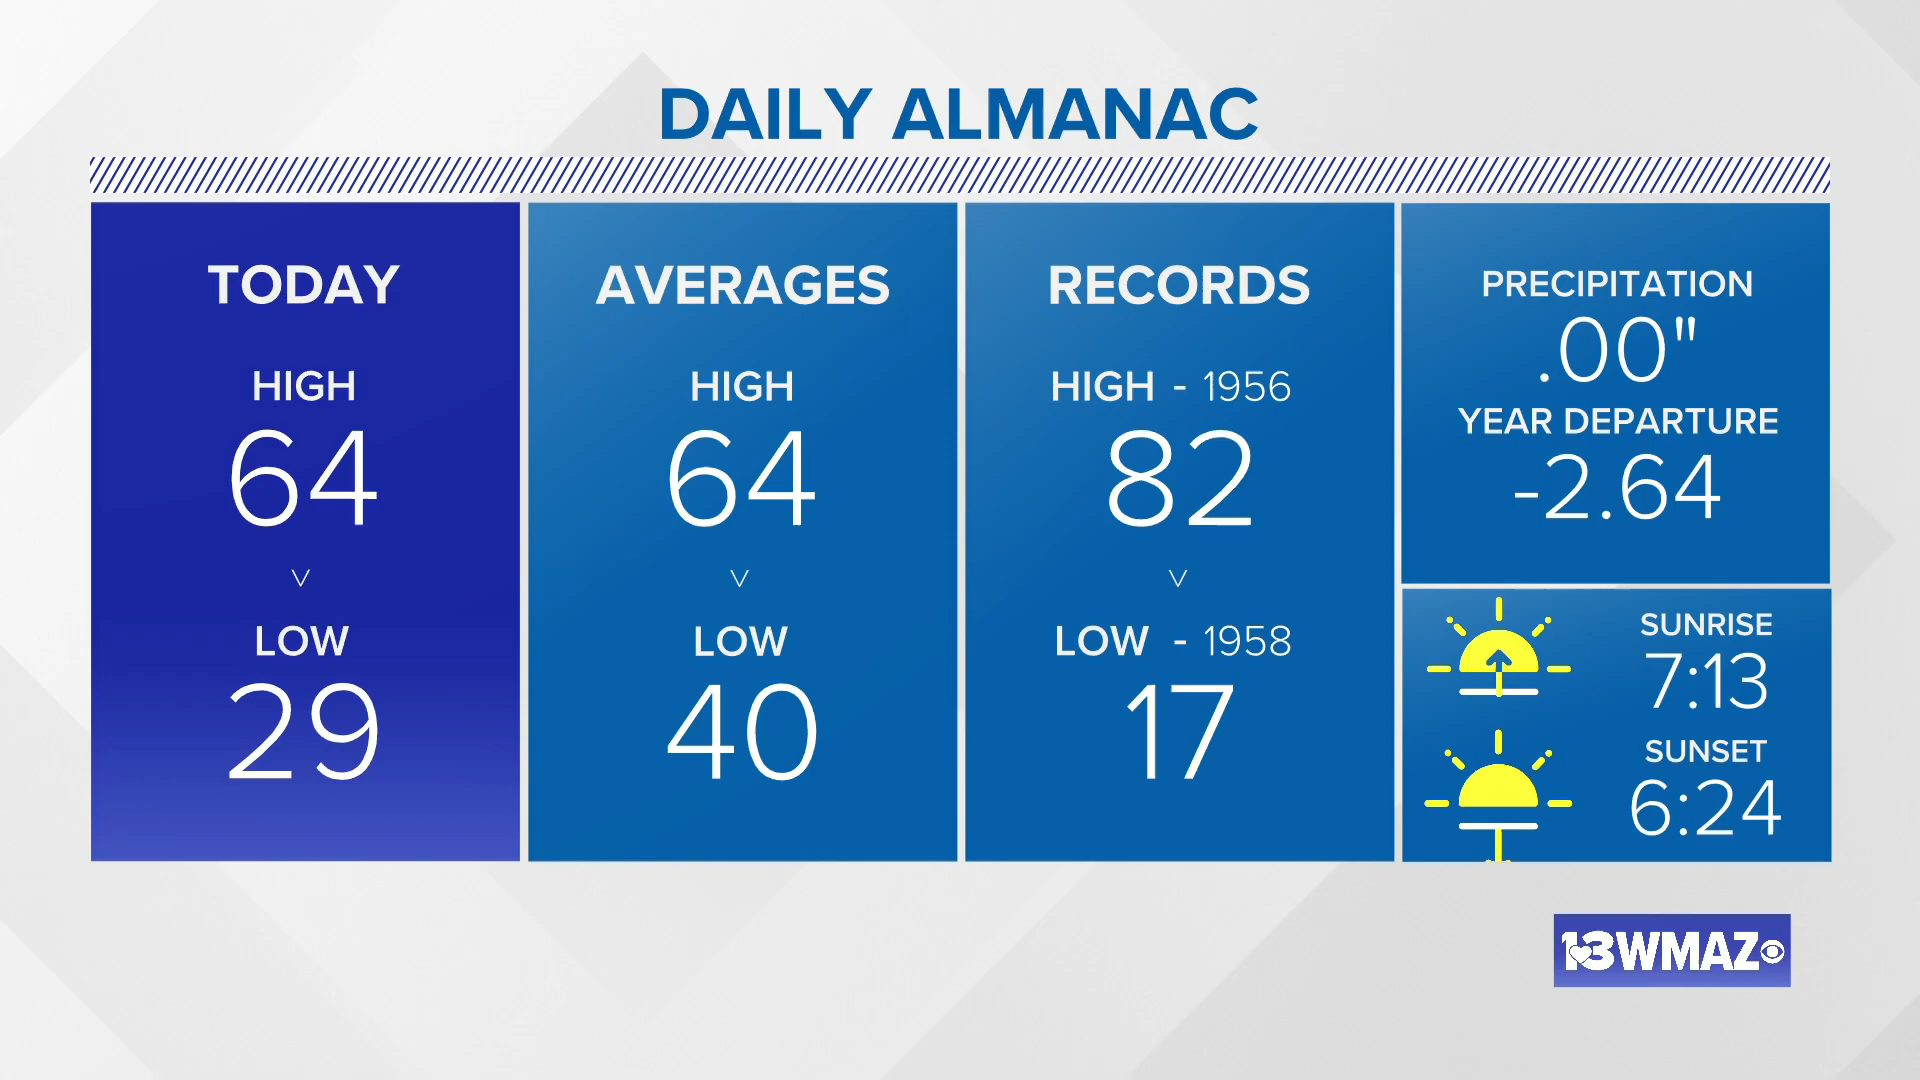 DAILY ALMANAC
TODAY
HIGH
64
LOW
29
AVERAGES
HIGH
64
LOW
40
RECORDS
HIGH - 1956
82
LOW - 1958
17
PRECIPITATION
.00"
YEAR DEPARTURE
-2.64
SUNRISE
7:13
SUNSET
6:24
13WMAZ